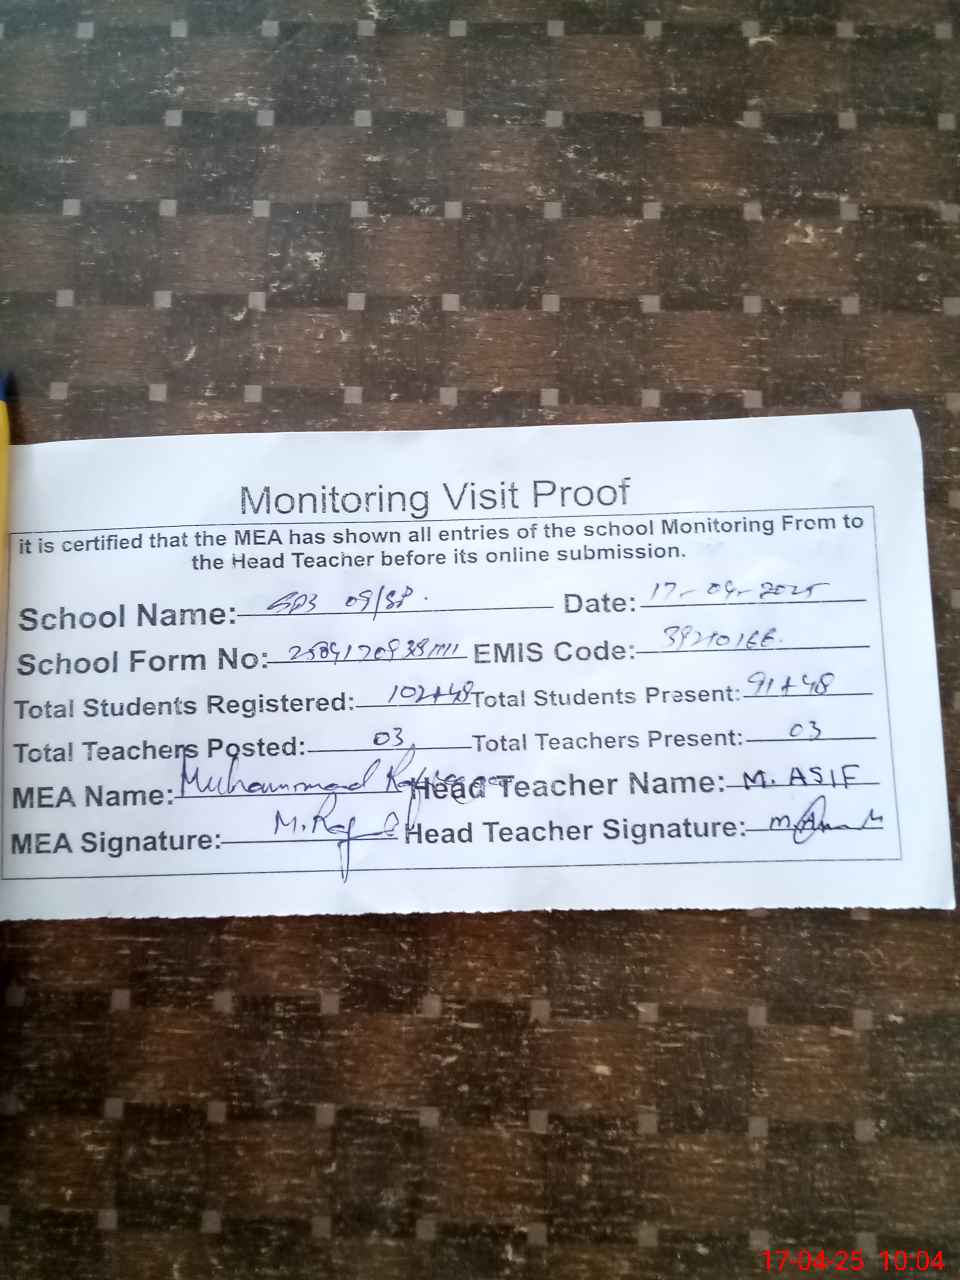 Monitoring Visit Proof
it is certified that the MEA has shown all entries of the school Monitoring From to
the Head Teacher before its online submission.
School Name: 09/SP. Date: 17-04-2025
School Form No: EMIS Code: 39210166.
Total Students Registered: 102+48 Total Students Present: 91+48
Total Teachers Posted: 03 Total Teachers Present: 03
MEA Name: Muhammad Head Teacher Name: M. ASIF
MEA Signature: Head Teacher Signature:
17-04-25 10:04